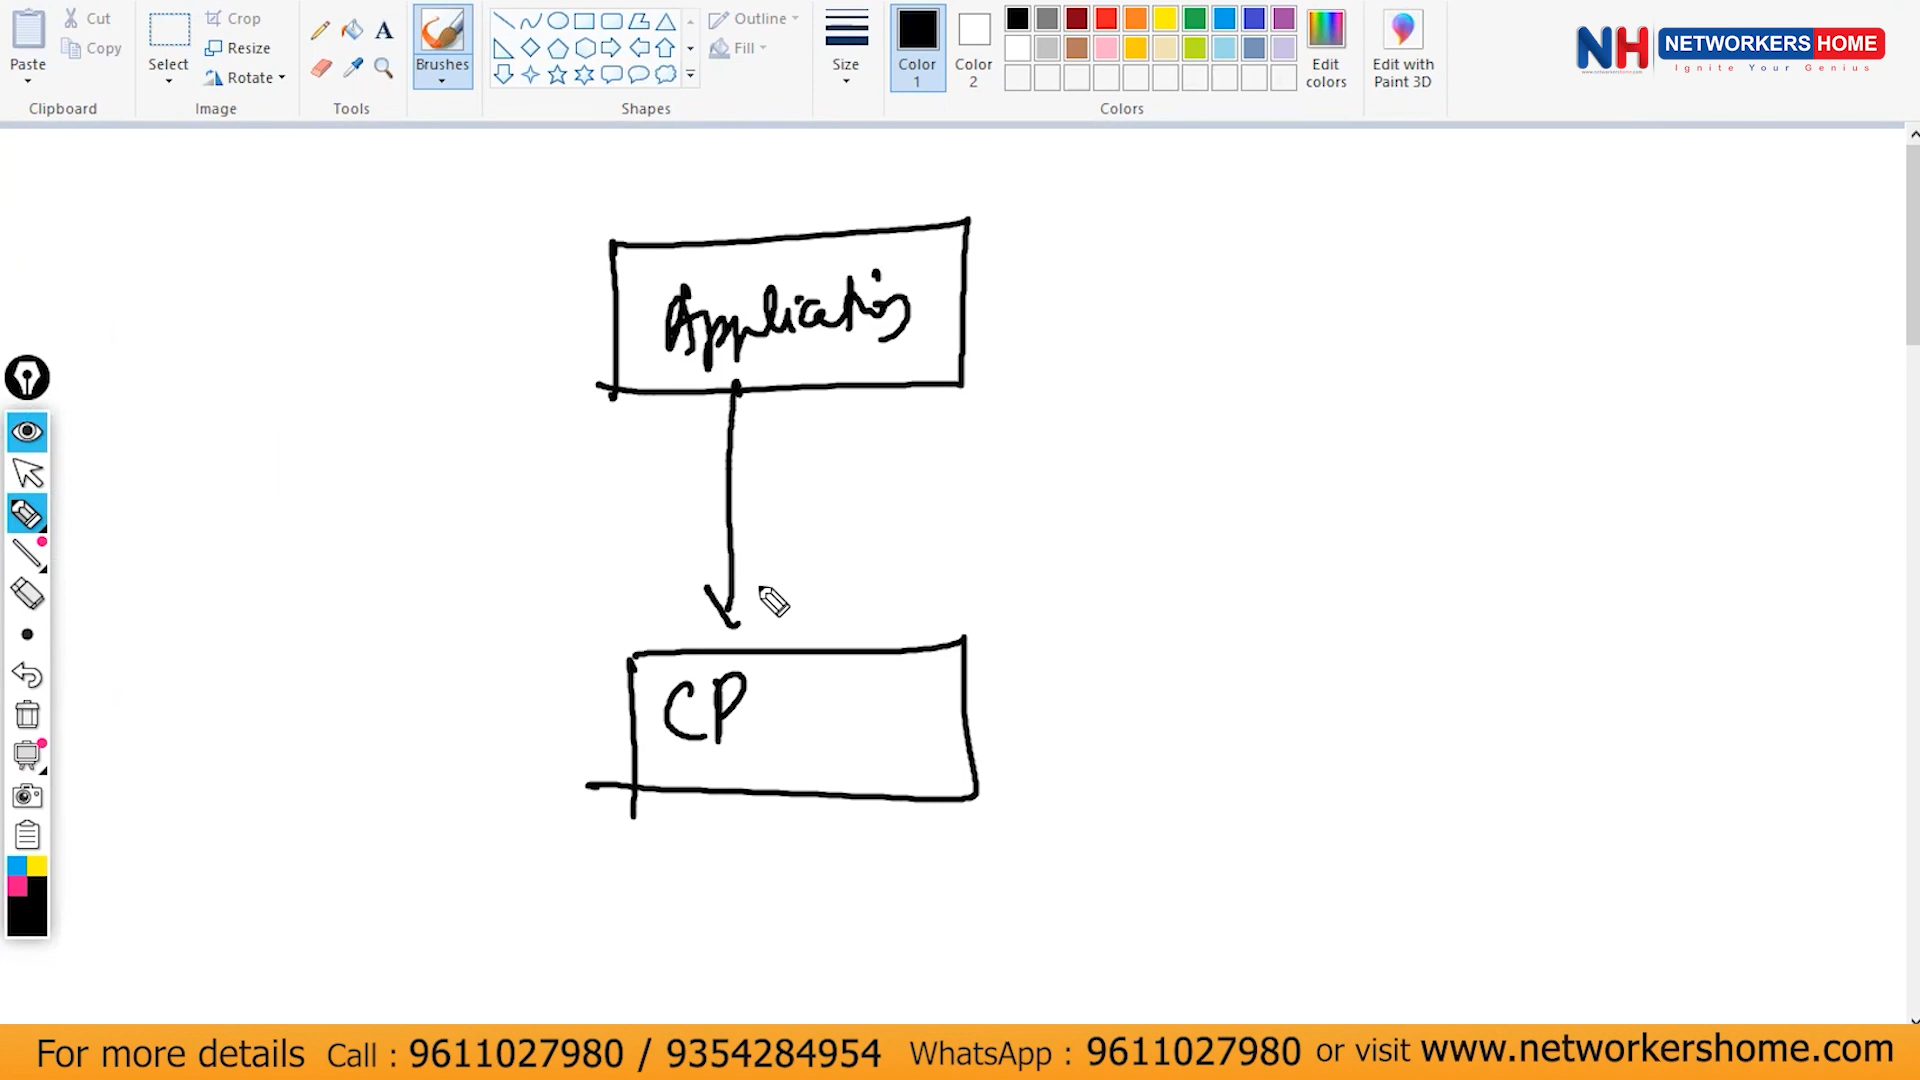 Cut
Copy
Paste
Clipboard
Crop
Resize
Rotate
Select
Image
A
Tools
Brushes
Outline
Fill
Shapes
Size
Color
1
Color
2
Edit
colors
Colors
Edit with
Paint 3D
NH NETWORKERS HOME
Ignite Your Genius
Application
CP
For more details Call : 9611027980 / 9354284954 WhatsApp : 9611027980 or visit www.networkershome.com